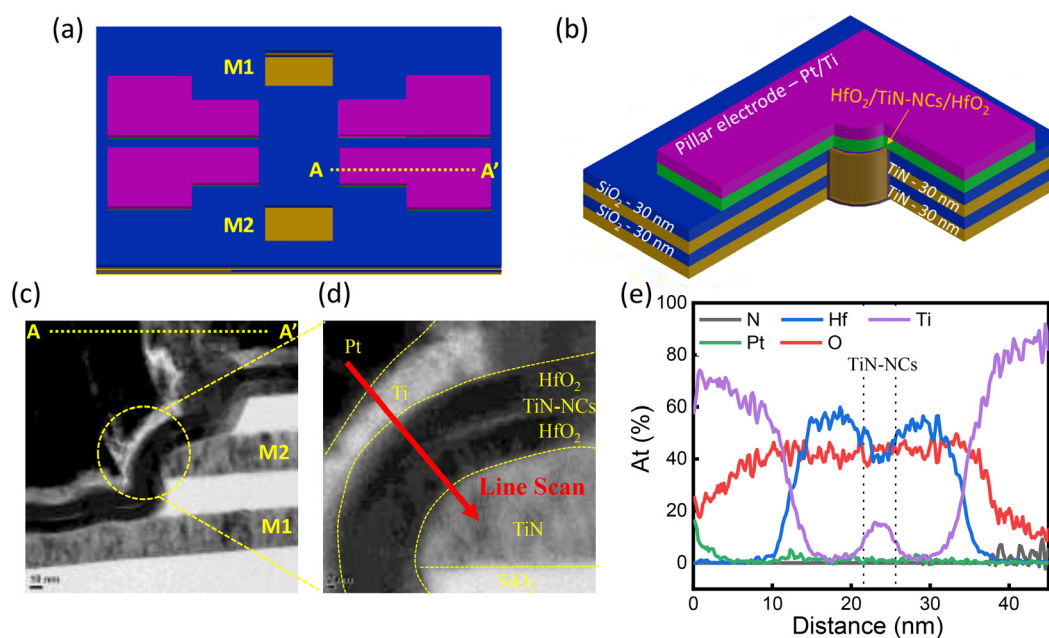 (a)
M1
A
A'
M2
(b)
Pillar electrode – Pt/Ti
HfO₂/TiN-NCs/HfO₂
SiO₂ - 30 nm
SiO₂ - 30 nm
TiN - 30 nm
TiN - 30 nm
(c)
A
A'
M2
M1
10 nm
(d)
Pt
Ti
HfO₂
TiN-NCs
HfO₂
Line Scan
TiN
(e)
N
Hf
Ti
Pt
O
TiN-NCs
At (%)
100
80
60
40
20
0
0
10
20
30
40
Distance (nm)